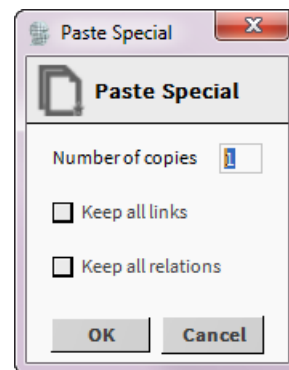 Paste Special
Paste Special
Number of copies 1
Keep all links
Keep all relations
OK Cancel